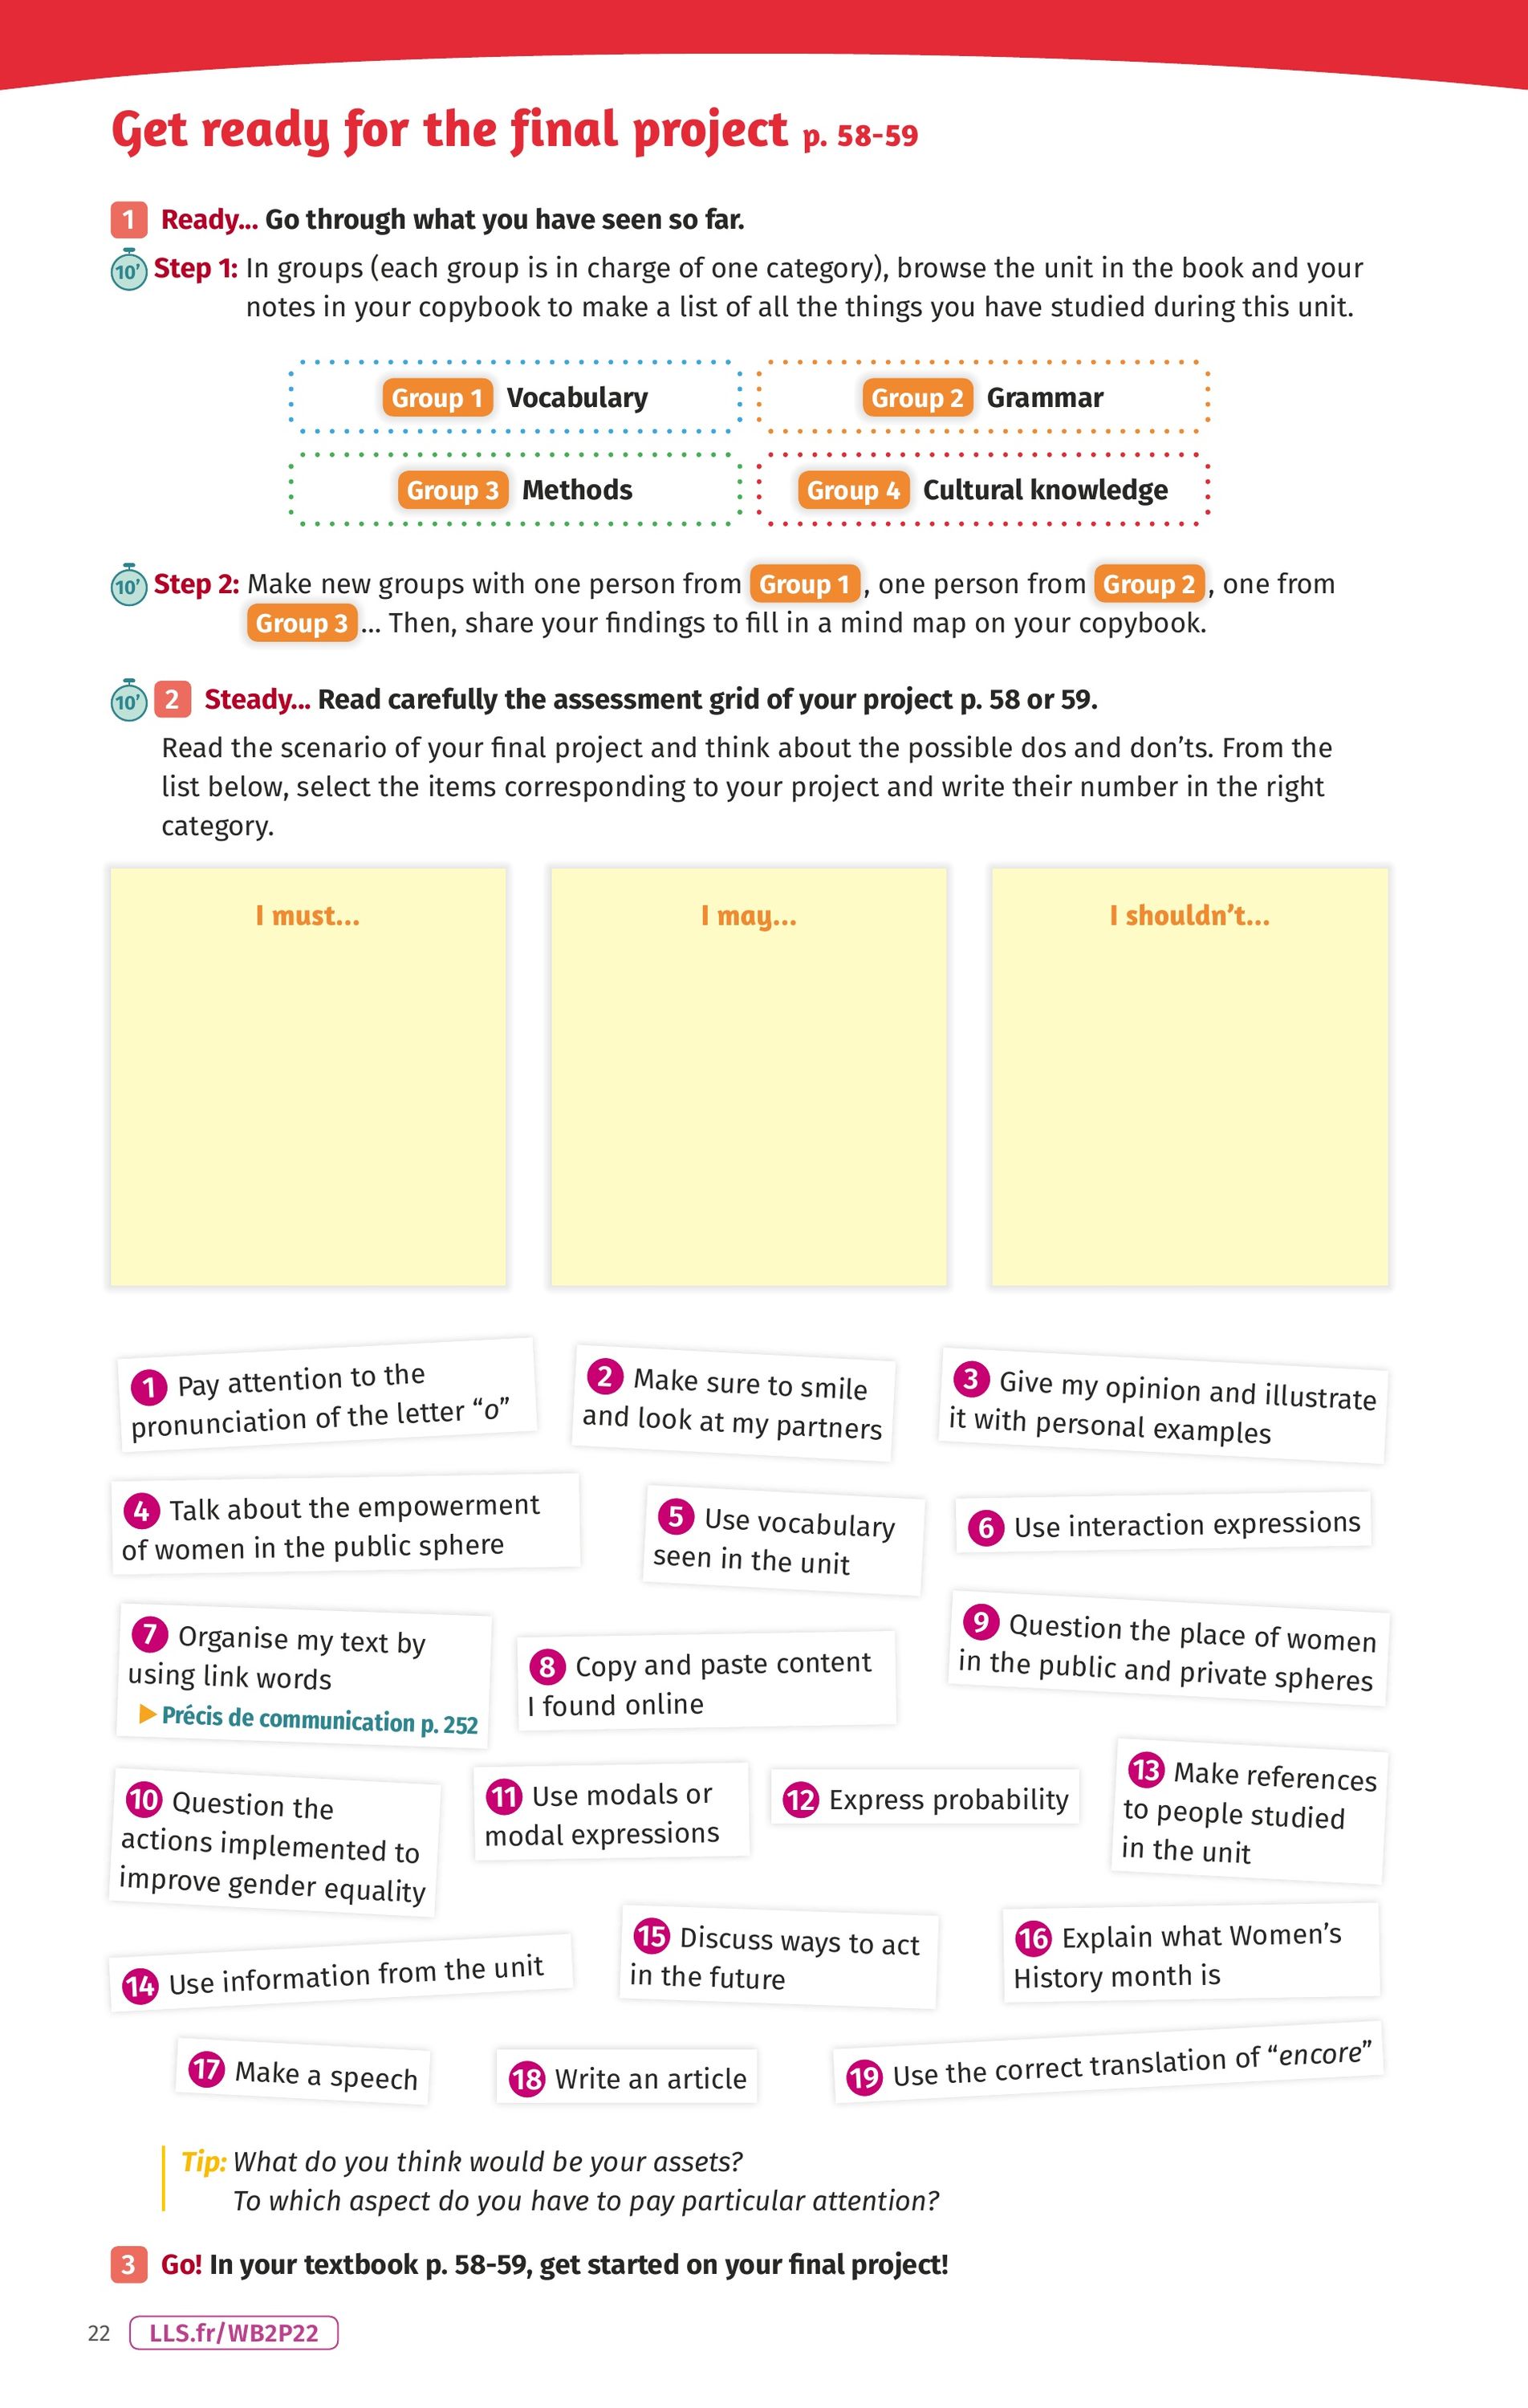 Get ready for the final project p. 58-59
1 Ready... Go through what you have seen so far.
10’ Step 1: In groups (each group is in charge of one category), browse the unit in the book and your
notes in your copybook to make a list of all the things you have studied during this unit.
Group 1 Vocabulary
Group 2 Grammar
Group 3 Methods
Group 4 Cultural knowledge
10’ Step 2: Make new groups with one person from Group 1, one person from Group 2, one from
Group 3... Then, share your findings to fill in a mind map on your copybook.
10’ 2 Steady... Read carefully the assessment grid of your project p. 58 or 59.
Read the scenario of your final project and think about the possible dos and don’ts. From the
list below, select the items corresponding to your project and write their number in the right
category.
I must...
I may...
I shouldn’t...
1 Pay attention to the
pronunciation of the letter “o”
2 Make sure to smile
and look at my partners
3 Give my opinion and illustrate
it with personal examples
4 Talk about the empowerment
of women in the public sphere
5 Use vocabulary
seen in the unit
6 Use interaction expressions
7 Organise my text by
using link words
Précis de communication p. 252
8 Copy and paste content
I found online
9 Question the place of women
in the public and private spheres
10 Question the
actions implemented to
improve gender equality
11 Use modals or
modal expressions
12 Express probability
13 Make references
to people studied
in the unit
14 Use information from the unit
15 Discuss ways to act
in the future
16 Explain what Women’s
History month is
17 Make a speech
18 Write an article
19 Use the correct translation of “encore”
Tip: What do you think would be your assets?
To which aspect do you have to pay particular attention?
3 Go! In your textbook p. 58-59, get started on your final project!
22 LLS.fr/WB2P22